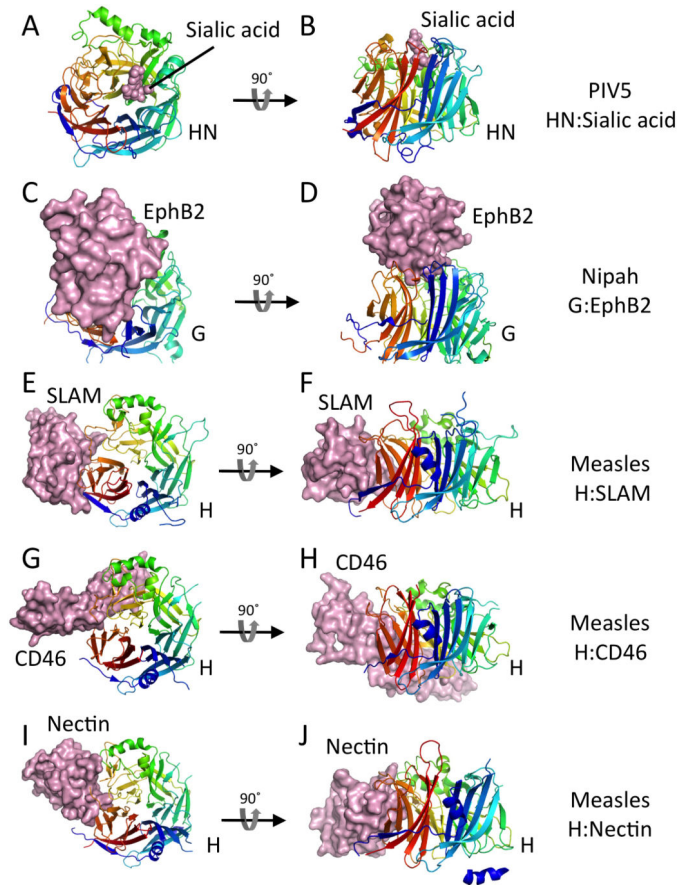 A
Sialic acid
HN
90°
B
Sialic acid
HN
PIV5
HN:Sialic acid
C
EphB2
G
90°
D
EphB2
G
Nipah
G:EphB2
E
SLAM
H
90°
F
SLAM
H
Measles
H:SLAM
G
CD46
H
90°
H
CD46
H
Measles
H:CD46
I
Nectin
H
90°
J
Nectin
H
Measles
H:Nectin